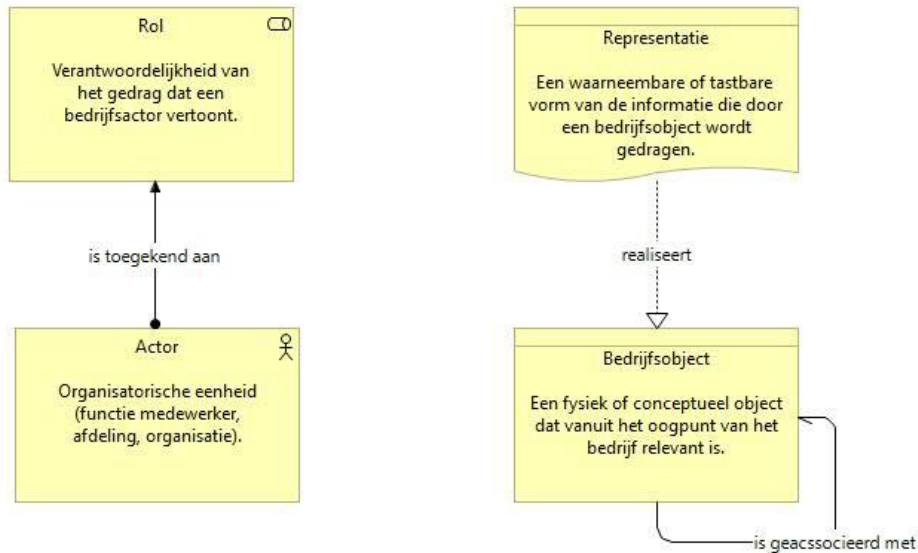 Rol
Verantwoordelijkheid van
het gedrag dat een
bedrijfsactor vertoont.
is toegekend aan
Actor
Organisatorische eenheid
(functie medewerker,
afdeling, organisatie).
Representatie
Een waarneembare of tastbare
vorm van de informatie die door
een bedrijfsobject wordt
gedragen.
realiseert
Bedrijfsobject
Een fysiek of conceptueel object
dat vanuit het oogpunt van het
bedrijf relevant is.
is geacssocieerd met